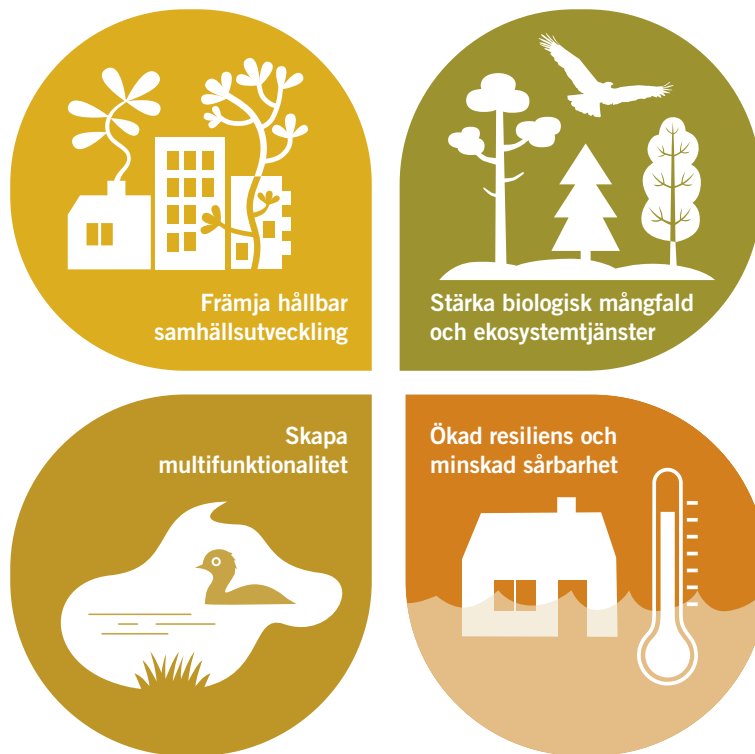 Främja hållbar
samhällsutveckling
Stärka biologisk mångfald
och ekosystemtjänster
Skapa
multifunktionalitet
Ökad resiliens och
minskad sårbarhet